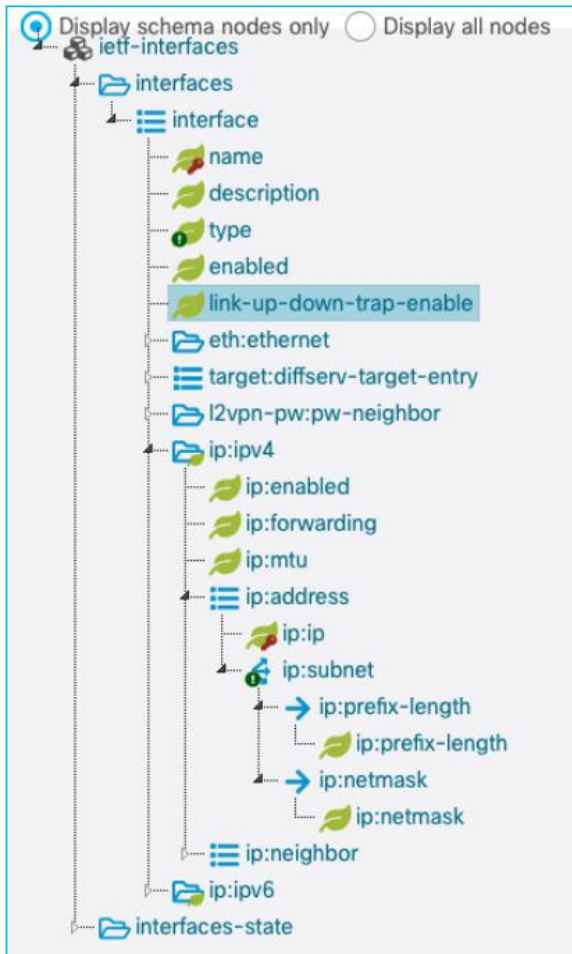 Display schema nodes only Display all nodes
ietf-interfaces
interfaces
interface
name
description
type
enabled
link-up-down-trap-enable
eth:ethernet
target:diffserv-target-entry
l2vpn-pw:pw-neighbor
ip:ipv4
ip:enabled
ip:forwarding
ip:mtu
ip:address
ip:ip
ip:subnet
ip:prefix-length
ip:prefix-length
ip:netmask
ip:netmask
ip:neighbor
ip:ipv6
interfaces-state